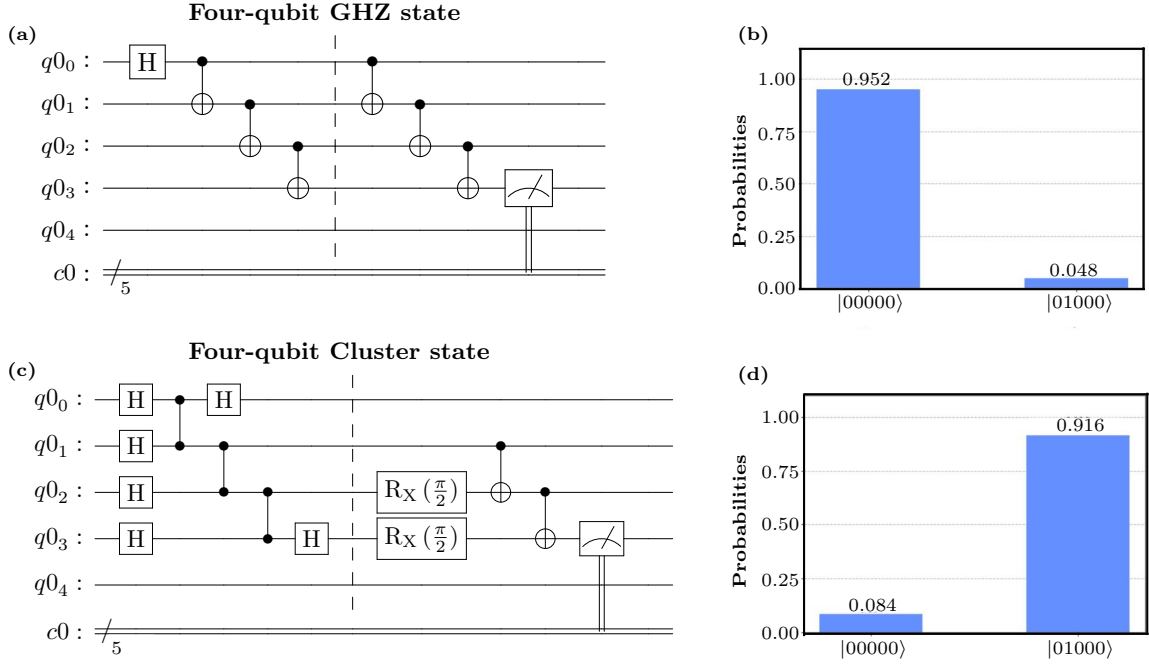 Four-qubit GHZ state
(a)
q0₀ : H
q0₁ :
q0₂ :
q0₃ :
q0₄ :
c0 :
5
(b)
Probabilities
1.00
0.75
0.50
0.25
0.00
0.952
0.048
|00000⟩
|01000⟩
Four-qubit Cluster state
(c)
q0₀ : H H
q0₁ : H
q0₂ : H R_X (π/2)
q0₃ : H H R_X (π/2)
q0₄ :
c0 :
5
(d)
Probabilities
1.00
0.75
0.50
0.25
0.00
0.084
0.916
|00000⟩
|01000⟩